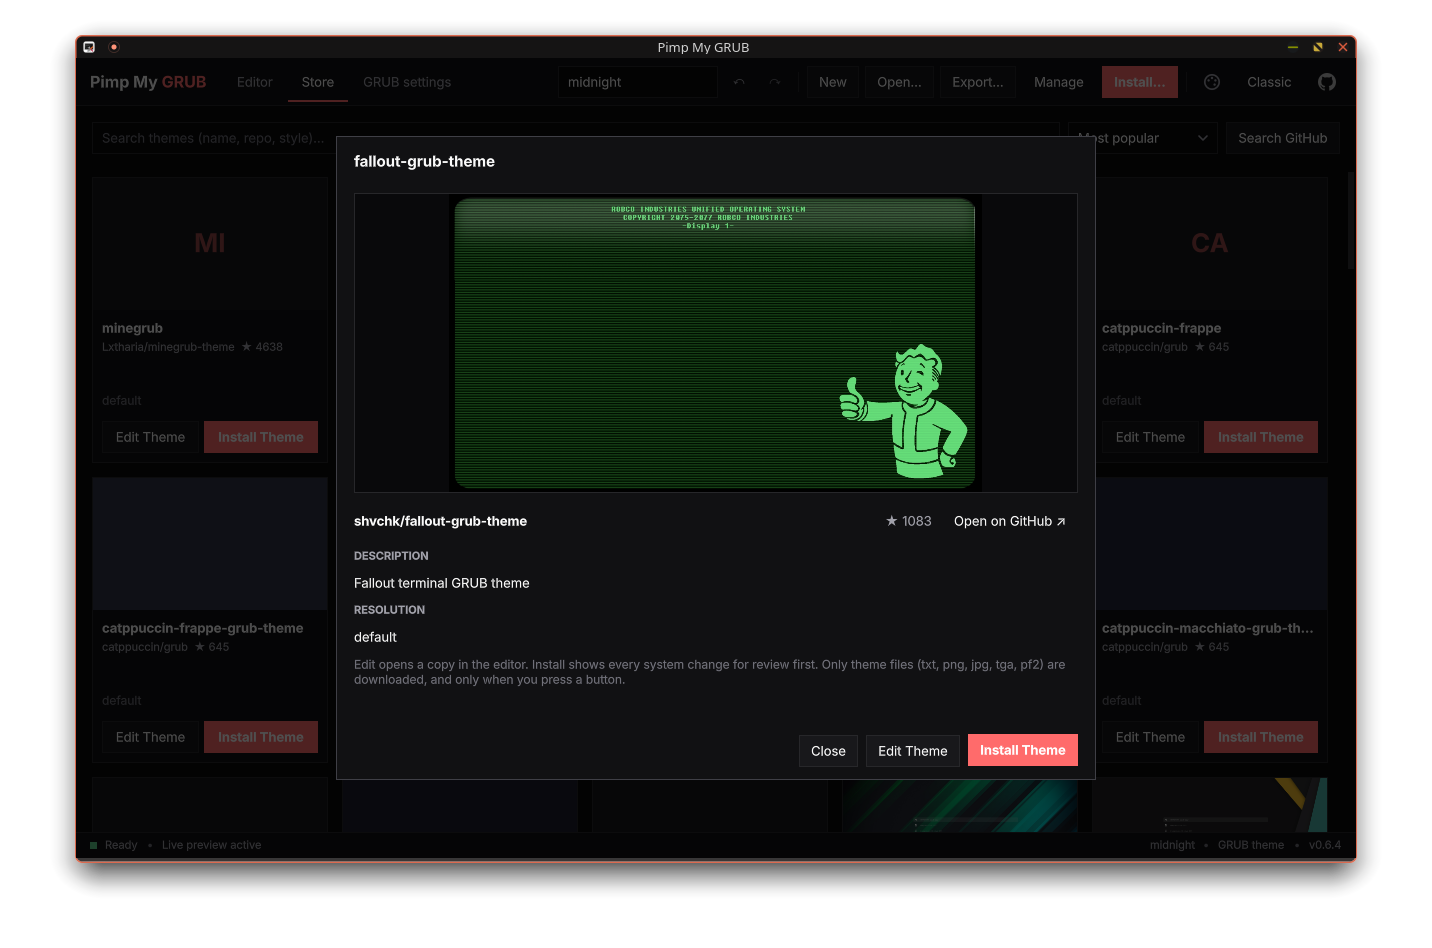 Pimp My GRUB
Pimp My GRUB
Editor
Store
GRUB settings
midnight
New
Open...
Export...
Manage
Install...
Classic
Search themes (name, repo, style)...
Most popular
Search GitHub
fallout-grub-theme
ROBCO INDUSTRIES UNIFIED OPERATING SYSTEM
COPYRIGHT 2075-2077 ROBCO INDUSTRIES
-Display 1-
shvchk/fallout-grub-theme
★ 1083
Open on GitHub ↗
DESCRIPTION
Fallout terminal GRUB theme
RESOLUTION
default
Edit opens a copy in the editor. Install shows every system change for review first. Only theme files (txt, png, jpg, tga, pf2) are
downloaded, and only when you press a button.
Close
Edit Theme
Install Theme
MI
minegrub
Lxtharia/minegrub-theme ★ 4638
default
Edit Theme
Install Theme
CA
catppuccin-frappe
catppuccin/grub ★ 645
default
Edit Theme
Install Theme
catppuccin-frappe-grub-theme
catppuccin/grub ★ 645
default
Edit Theme
Install Theme
catppuccin-macchiato-grub-th...
catppuccin/grub ★ 645
default
Edit Theme
Install Theme
Ready • Live preview active
midnight • GRUB theme • v0.6.4